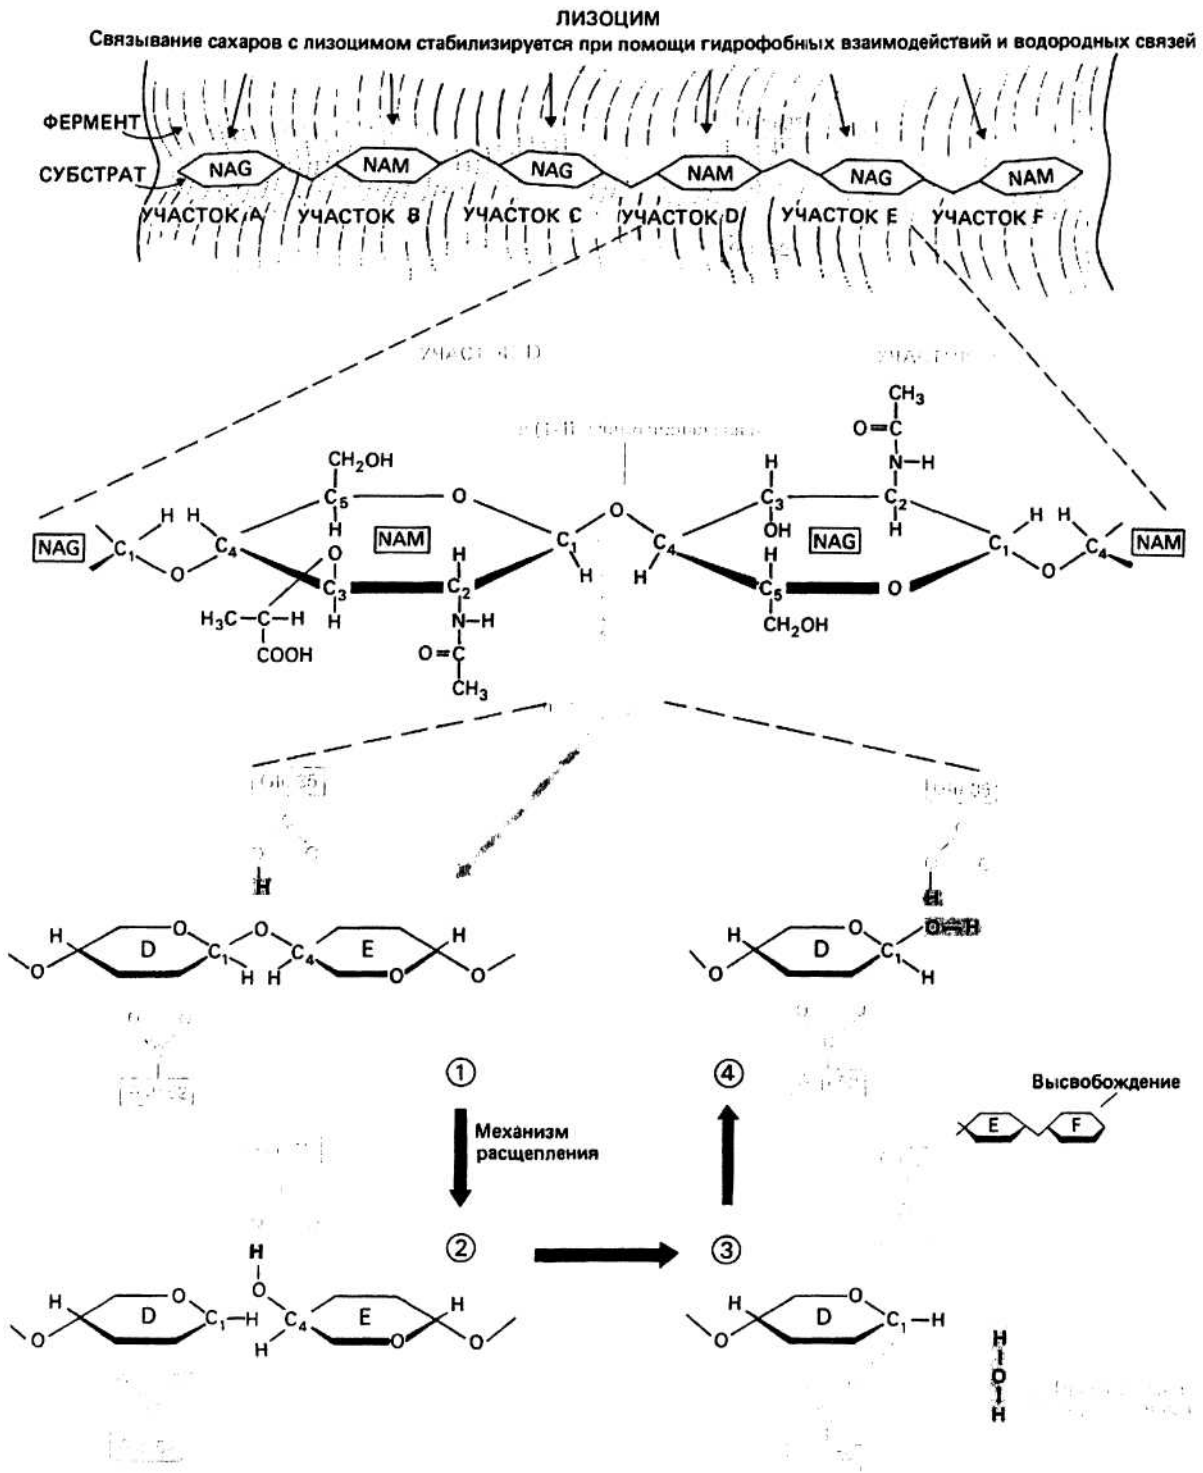 ЛИЗОЦИМ
Связывание сахаров с лизоцимом стабилизируется при помощи гидрофобных взаимодействий и водородных связей
ФЕРМЕНТ
СУБСТРАТ
NAG NAM NAG NAM NAG NAM
УЧАСТОК A УЧАСТОК B УЧАСТОК C УЧАСТОК D УЧАСТОК E УЧАСТОК F
CH₃
O=C
CH₂OH H N—H
C₅ O O C₃ C₂
H H H OH H H H
NAG C₁ C₄ O NAM H C₁ C₄ H NAG C₁ C₄ NAM
O C₃ C₂ H H C₅ O O
H₃C—C—H H N—H CH₂OH
COOH O=C
CH₃
H H
H O O H H O O—H
D C₁ C₄ E D C₁
O H H O O O H
① ④
Высвобождение
Механизм
расщепления
E F
② ③
H
H O O H H O
D C₁—H C₄ E D C₁—H
O H O O O
H
O
H